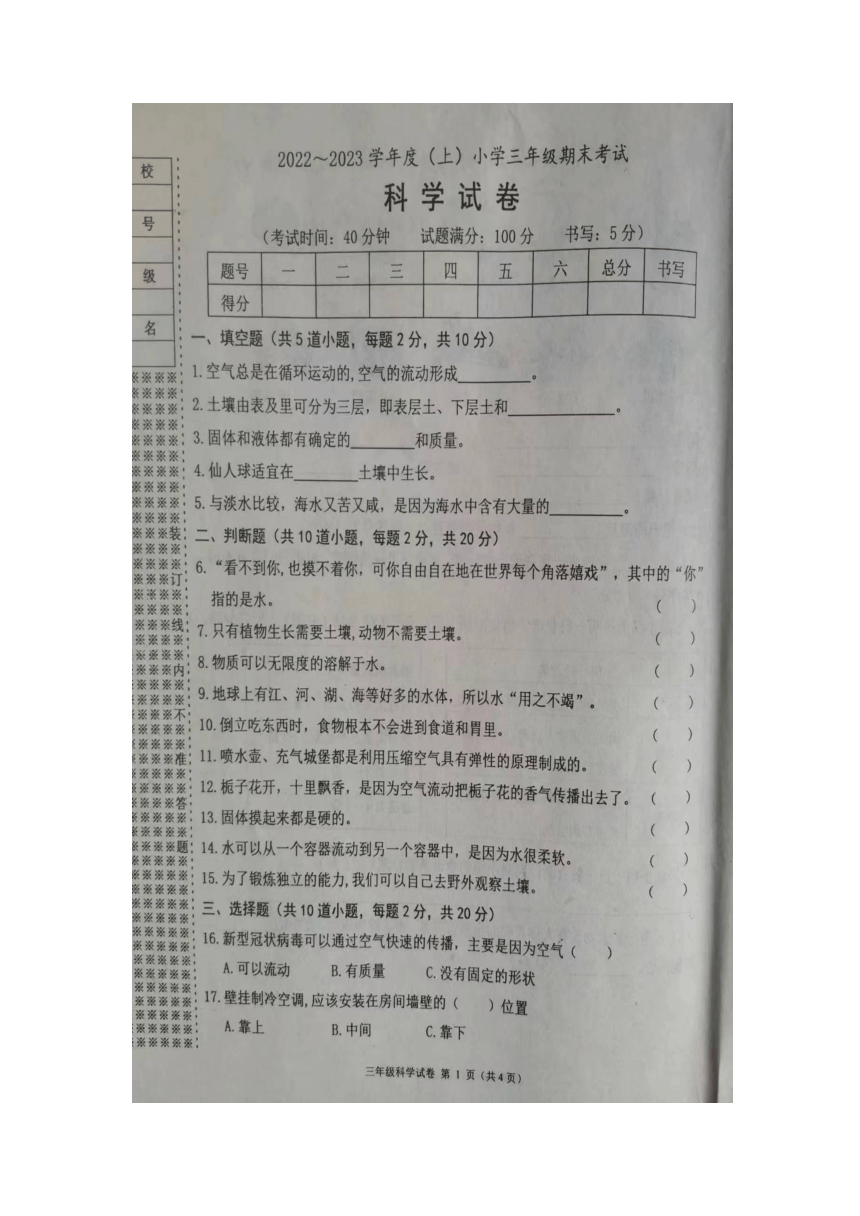 2022～2023学年度（上）小学三年级期末考试
科学试卷
（考试时间：40分钟 试题满分：100分 书写：5分）
题号 一 二 三 四 五 六 总分 书写
得分
一、填空题（共5道小题，每题2分，共10分）
1.空气总是在循环运动的,空气的流动形成________。
2.土壤由表及里可分为三层，即表层土、下层土和________。
3.固体和液体都有确定的________和质量。
4.仙人球适宜在________土壤中生长。
5.与淡水比较，海水又苦又咸，是因为海水中含有大量的________。
二、判断题（共10道小题，每题2分，共20分）
6.“看不到你,也摸不着你，可你自由自在地在世界每个角落嬉戏”，其中的“你”
指的是水。 （ ）
7.只有植物生长需要土壤,动物不需要土壤。 （ ）
8.物质可以无限度的溶解于水。 （ ）
9.地球上有江、河、湖、海等好多的水体，所以水“用之不竭”。 （ ）
10.倒立吃东西时，食物根本不会进到食道和胃里。 （ ）
11.喷水壶、充气城堡都是利用压缩空气具有弹性的原理制成的。 （ ）
12.栀子花开，十里飘香，是因为空气流动把栀子花的香气传播出去了。 （ ）
13.固体摸起来都是硬的。 （ ）
14.水可以从一个容器流动到另一个容器中，是因为水很柔软。 （ ）
15.为了锻炼独立的能力,我们可以自己去野外观察土壤。 （ ）
三、选择题（共10道小题，每题2分，共20分）
16.新型冠状病毒可以通过空气快速的传播，主要是因为空气（ ）
A.可以流动 B.有质量 C.没有固定的形状
17.壁挂制冷空调,应该安装在房间墙壁的（ ）位置
A.靠上 B.中间 C.靠下
三年级科学试卷 第1页（共4页）
校
号
级
名
装
订
线
内
不
准
答
题